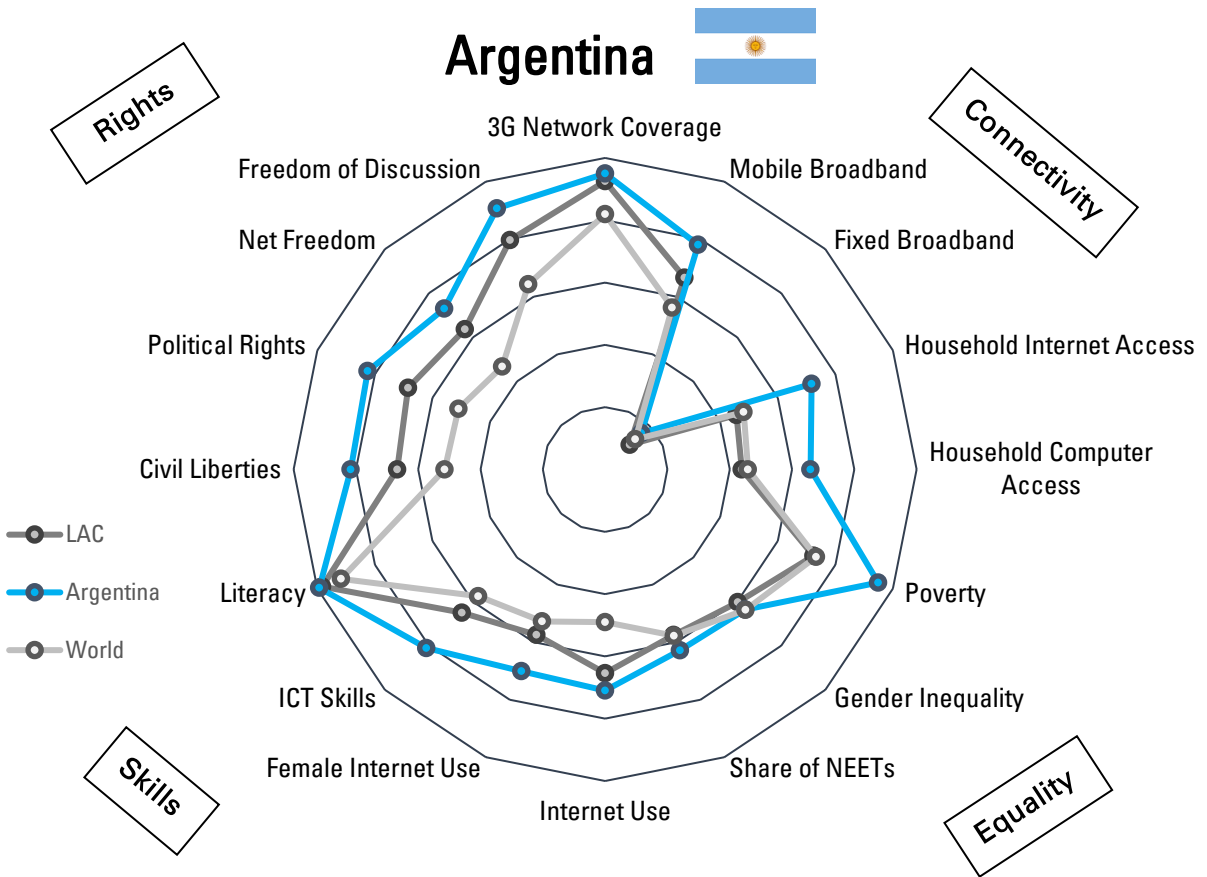 Argentina
Rights
Connectivity
3G Network Coverage
Freedom of Discussion
Mobile Broadband
Net Freedom
Fixed Broadband
Political Rights
Household Internet Access
Civil Liberties
Household Computer
Access
LAC
Argentina
World
Literacy
Poverty
ICT Skills
Gender Inequality
Female Internet Use
Share of NEETs
Internet Use
Skills
Equality